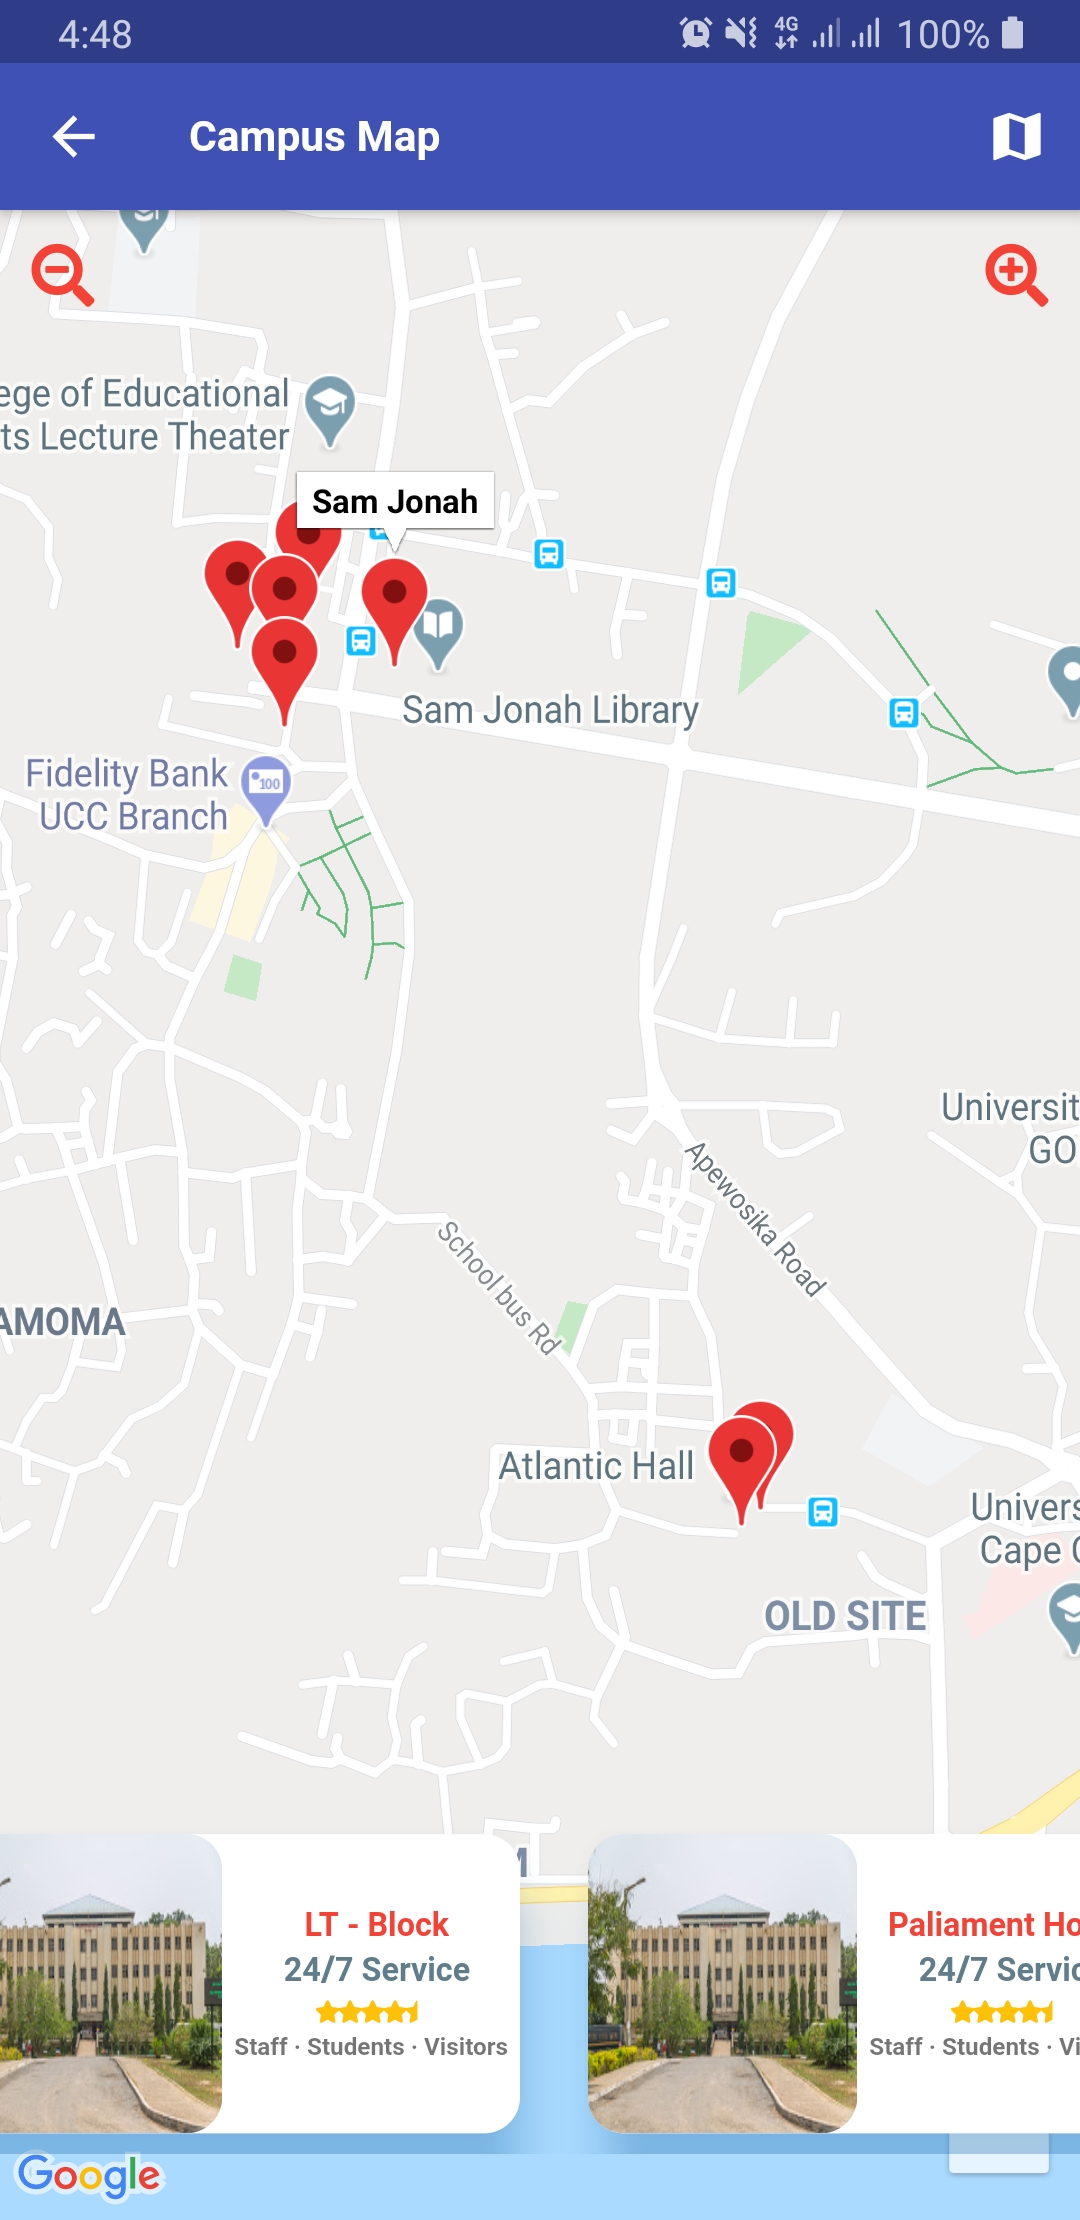 4:48
4G
100%
Campus Map
ege of Educational
ts Lecture Theater
Sam Jonah
Sam Jonah Library
Fidelity Bank
UCC Branch
100
Universit
GO
Apewosika Road
School bus Rd
AMOMA
Atlantic Hall
Univers
Cape
OLD SITE
LT - Block
24/7 Service
Staff · Students · Visitors
Paliament Ho
24/7 Servic
Staff · Students · Vi
Google